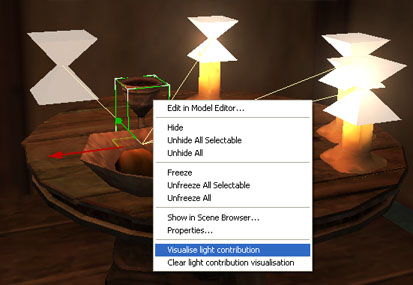 Edit in Model Editor...
Hide
Unhide All Selectable
Unhide All
Freeze
Unfreeze All Selectable
Unfreeze All
Show in Scene Browser...
Properties...
Visualise light contribution
Clear light contribution visualisation